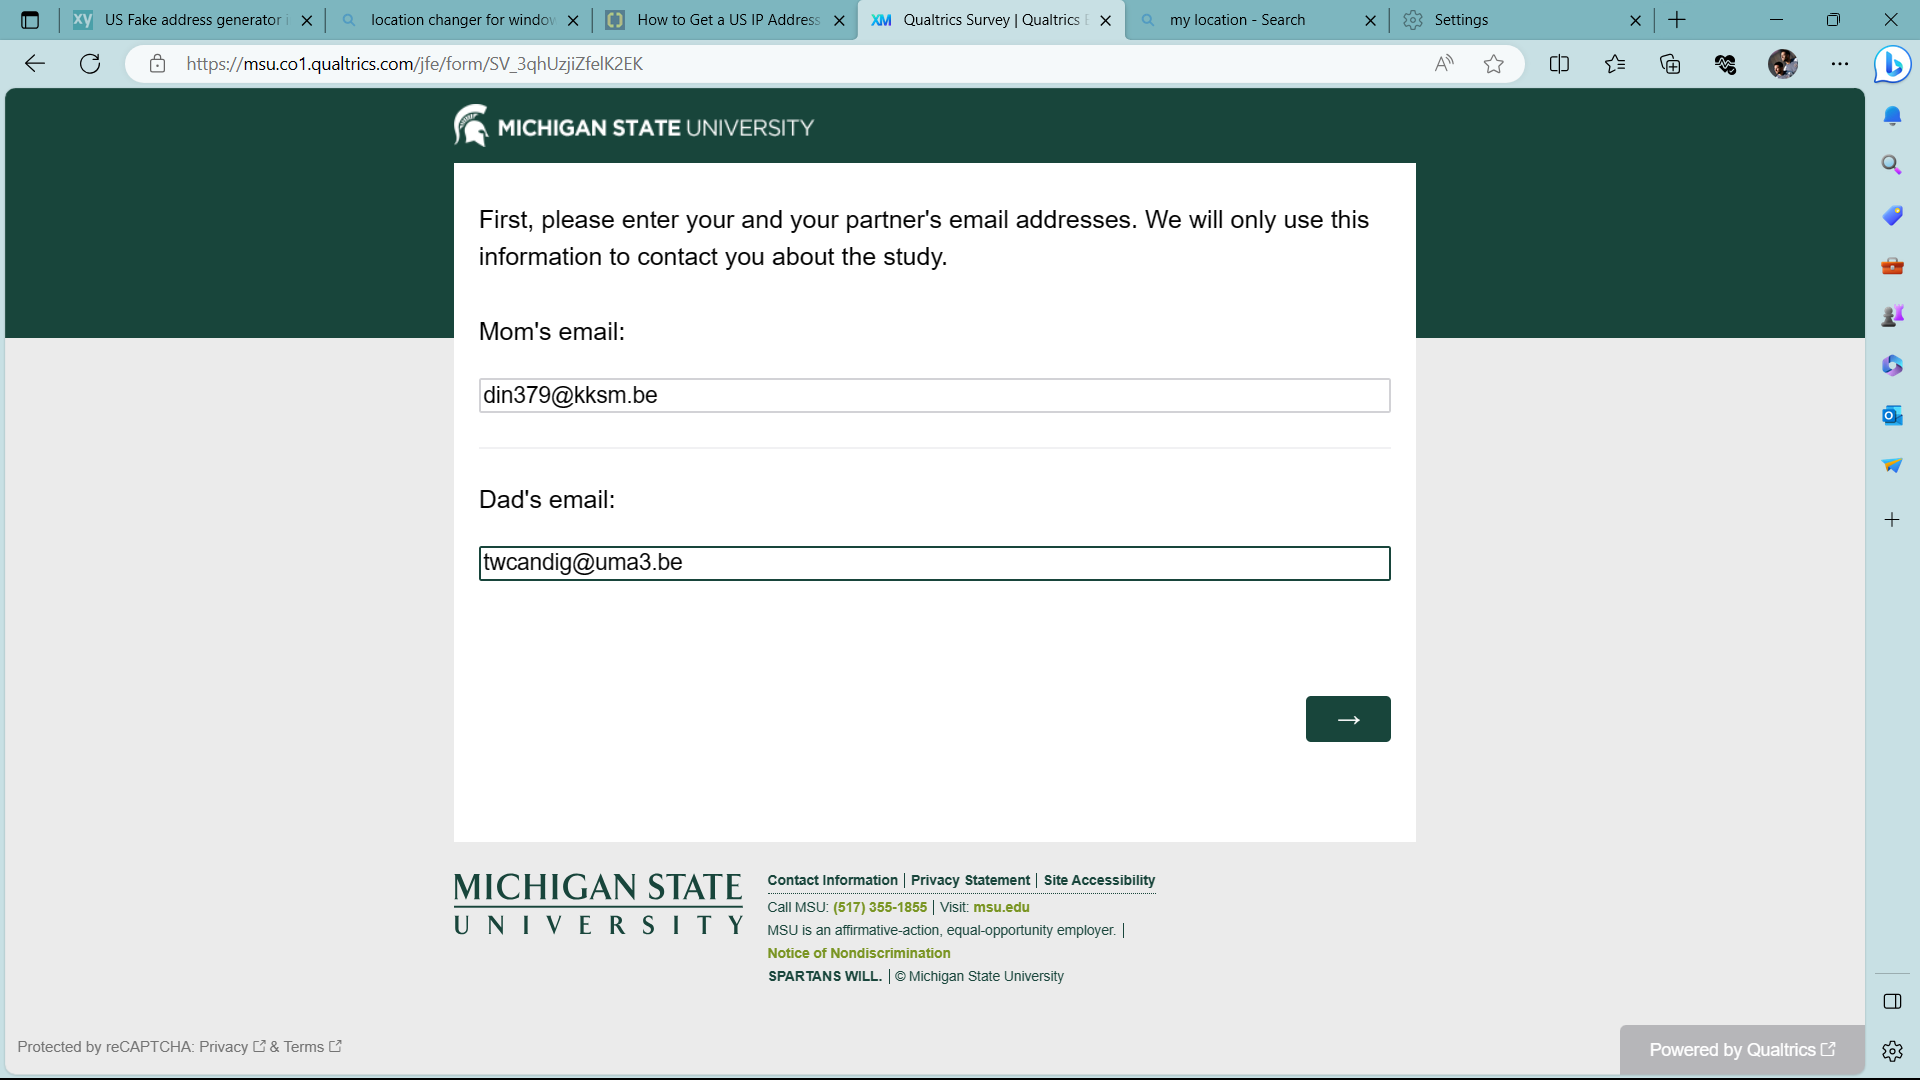 US Fake address generator i
location changer for window
How to Get a US IP Address
XM Qualtrics Survey | Qualtrics E
my location - Search
Settings
https://msu.co1.qualtrics.com/jfe/form/SV_3qhUzjiZfelK2EK
MICHIGAN STATE UNIVERSITY
First, please enter your and your partner's email addresses. We will only use this
information to contact you about the study.
Mom's email:
din379@kksm.be
Dad's email:
twcandig@uma3.be
→
MICHIGAN STATE
UNIVERSITY
Contact Information | Privacy Statement | Site Accessibility
Call MSU: (517) 355-1855 | Visit: msu.edu
MSU is an affirmative-action, equal-opportunity employer. |
Notice of Nondiscrimination
SPARTANS WILL. | © Michigan State University
Protected by reCAPTCHA: Privacy & Terms
Powered by Qualtrics